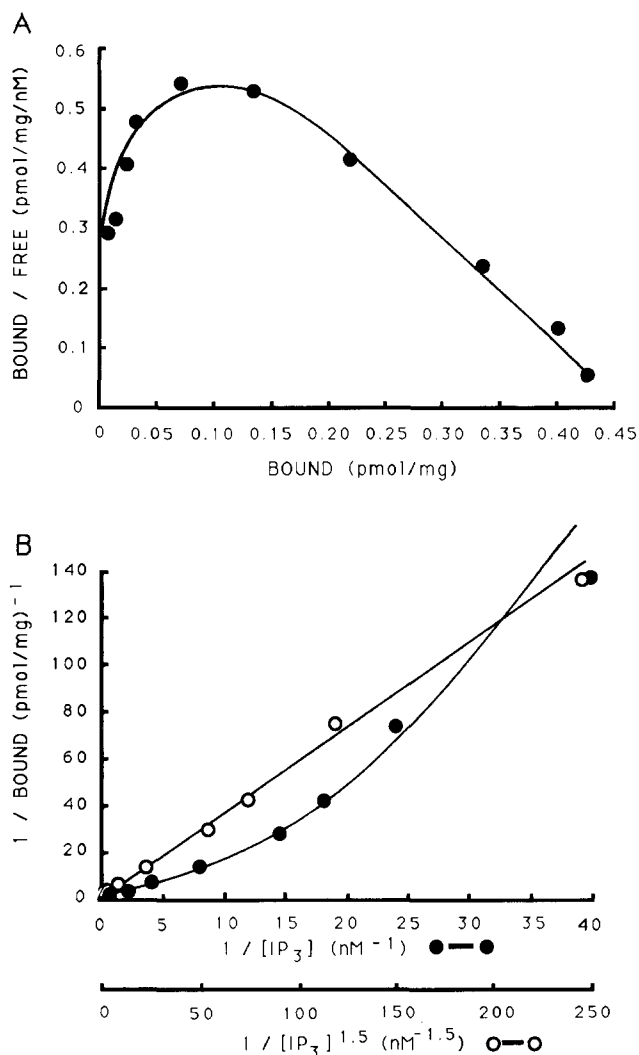 A
BOUND / FREE (pmol/mg/nM)
0.6
0.5
0.4
0.3
0.2
0.1
0
0 0.05 0.10 0.15 0.20 0.25 0.30 0.35 0.40 0.45
BOUND (pmol/mg)
B
1 / BOUND (pmol/mg)⁻¹
140
120
100
80
60
40
20
0
0 5 10 15 20 25 30 35 40
1 / [IP₃] (nM⁻¹)
0 50 100 150 200 250
1 / [IP₃]¹·⁵ (nM⁻¹·⁵)